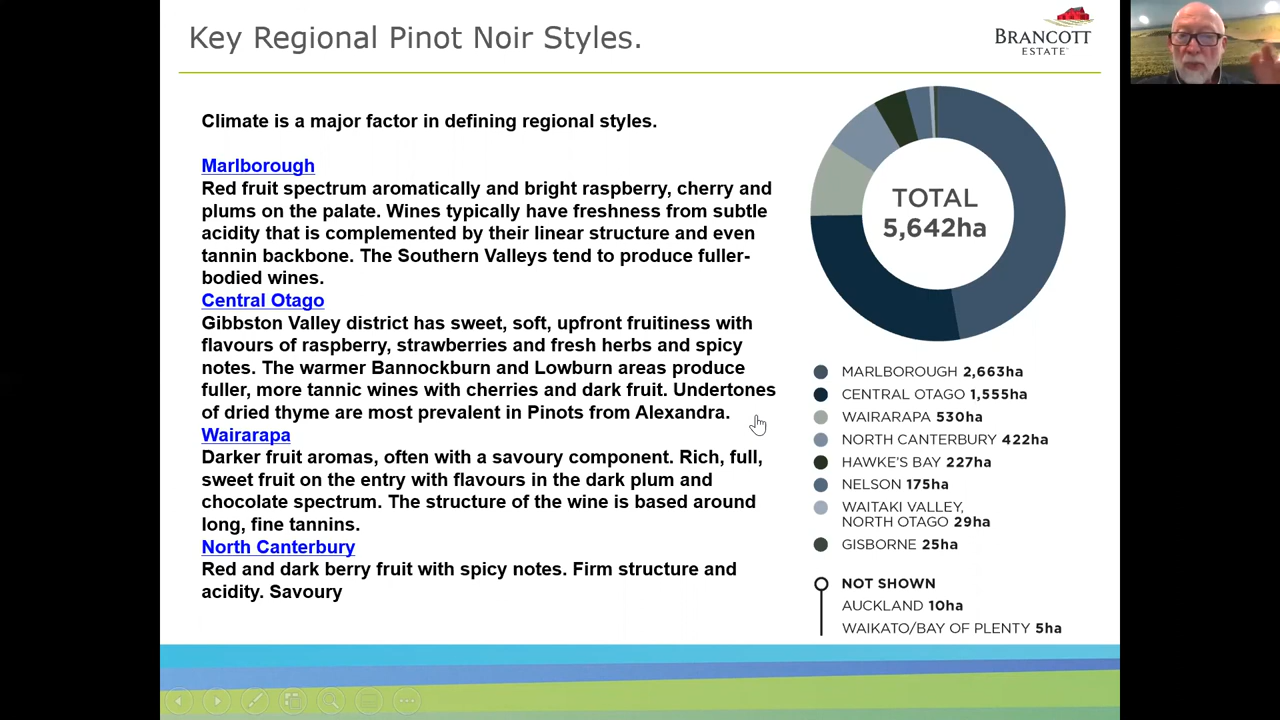 Key Regional Pinot Noir Styles.
BRANCOTT
ESTATE
Climate is a major factor in defining regional styles.
Marlborough
Red fruit spectrum aromatically and bright raspberry, cherry and
plums on the palate. Wines typically have freshness from subtle
acidity that is complemented by their linear structure and even
tannin backbone. The Southern Valleys tend to produce fuller-
bodied wines.
Central Otago
Gibbston Valley district has sweet, soft, upfront fruitiness with
flavours of raspberry, strawberries and fresh herbs and spicy
notes. The warmer Bannockburn and Lowburn areas produce
fuller, more tannic wines with cherries and dark fruit. Undertones
of dried thyme are most prevalent in Pinots from Alexandra.
Wairarapa
Darker fruit aromas, often with a savoury component. Rich, full,
sweet fruit on the entry with flavours in the dark plum and
chocolate spectrum. The structure of the wine is based around
long, fine tannins.
North Canterbury
Red and dark berry fruit with spicy notes. Firm structure and
acidity. Savoury
TOTAL
5,642ha
MARLBOROUGH 2,663ha
CENTRAL OTAGO 1,555ha
WAIRARAPA 530ha
NORTH CANTERBURY 422ha
HAWKE'S BAY 227ha
NELSON 175ha
WAITAKI VALLEY,
NORTH OTAGO 29ha
GISBORNE 25ha
NOT SHOWN
AUCKLAND 10ha
WAIKATO/BAY OF PLENTY 5ha